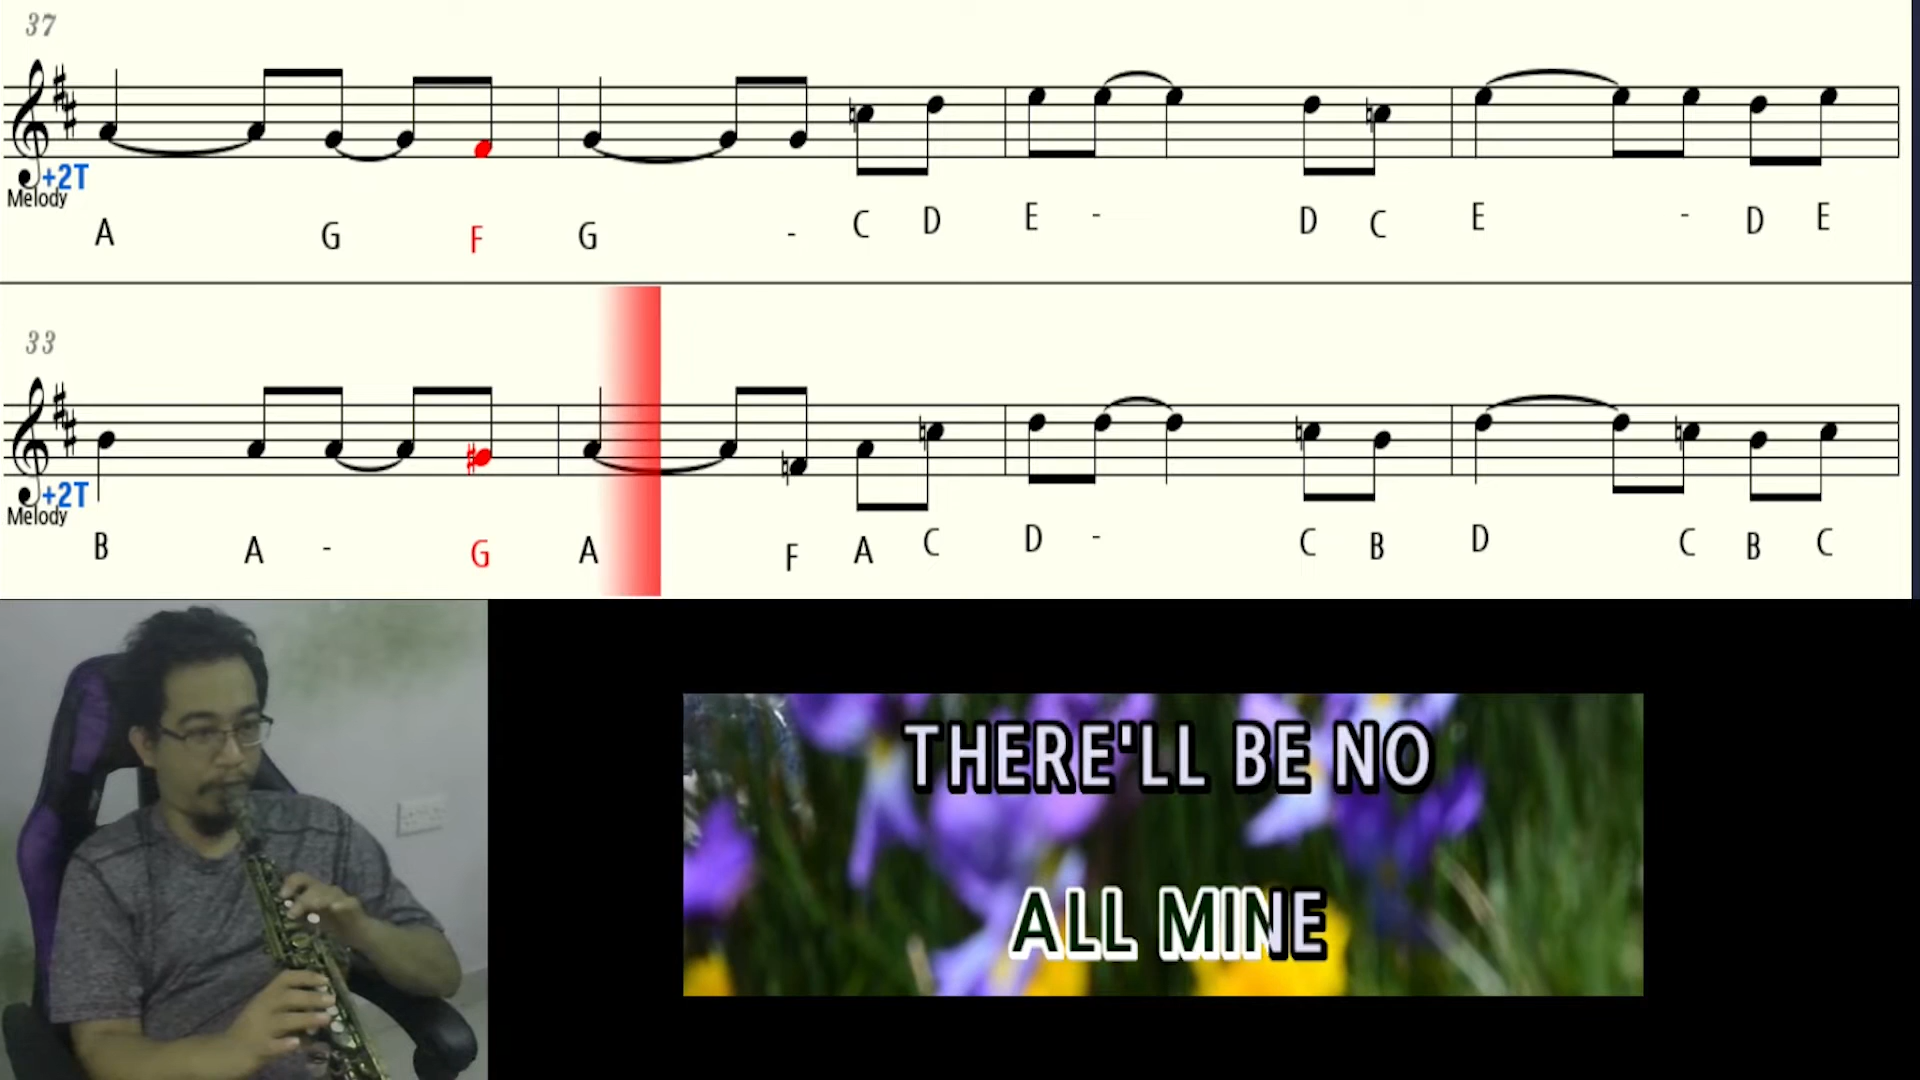 37
+2T
Melody
A G F G - C D E - D C E - D E
33
+2T
Melody
B A - G A F A C D - C B D C B C
THERE'LL BE NO
ALL MINE